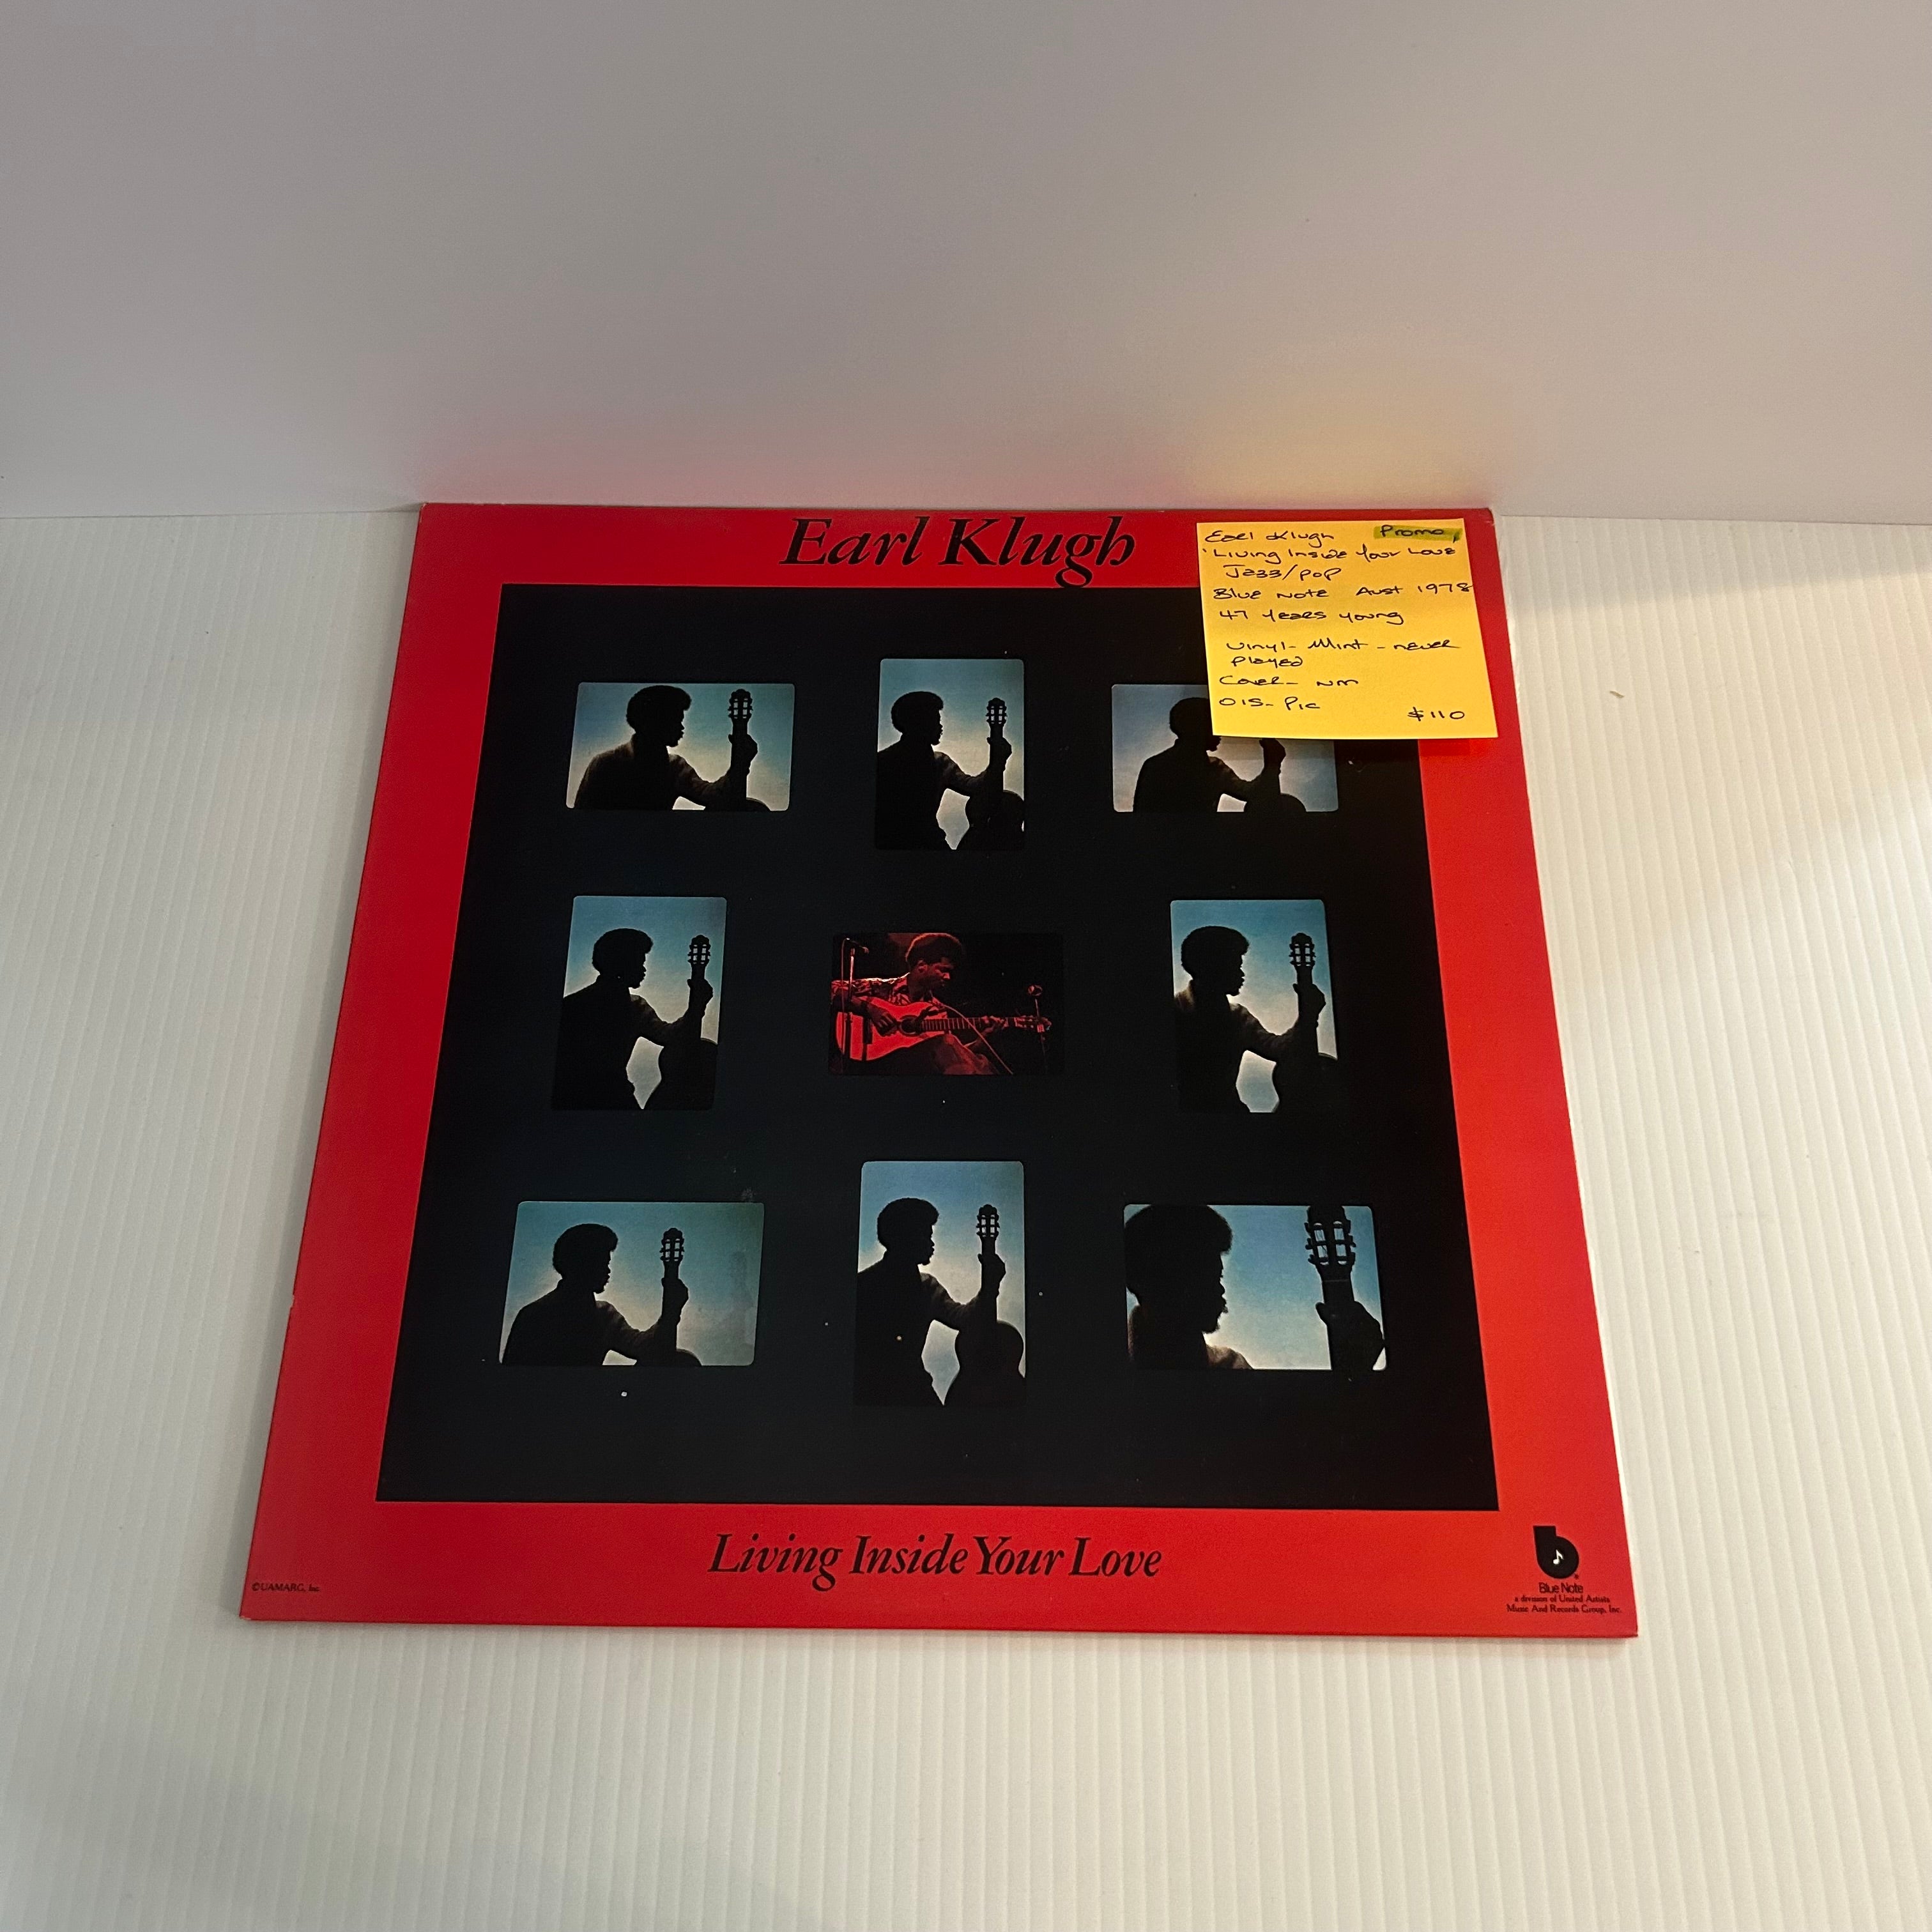 Earl Klugh
Earl Klugh Promo
'Living Inside Your Love
Jazz/Pop
Blue Note Aust 1978
47 Years Young
Vinyl- Mint - never
Played
Cover- NM
OIS- Pic
$110
Living Inside Your Love
©UAMARG, Inc.
b
Blue Note
a division of United Artists
Music And Records Group, Inc.